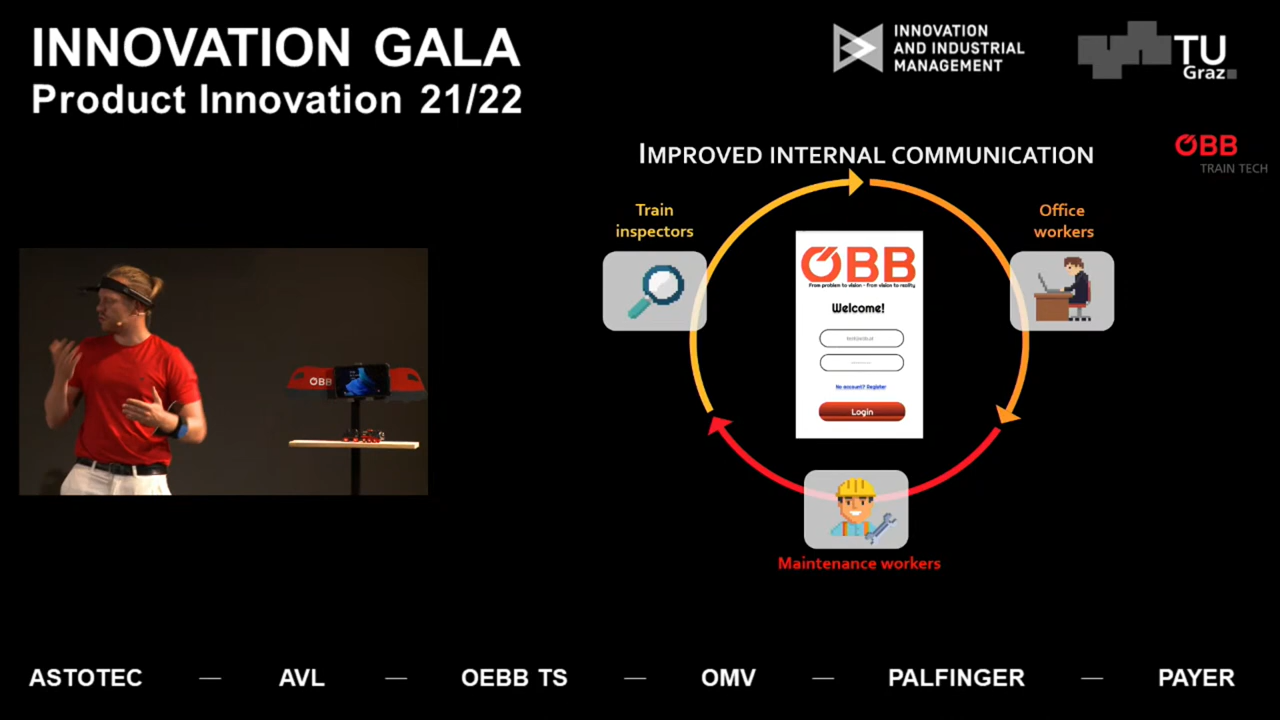 INNOVATION GALA
Product Innovation 21/22
INNOVATION
AND INDUSTRIAL
MANAGEMENT
TU
Graz
ÖBB
TRAIN TECH
IMPROVED INTERNAL COMMUNICATION
Train
inspectors
Office
workers
ÖBB
From problem to vision - from vision to reality
Welcome!
No account? Register
Login
ÖBB
Maintenance workers
ASTOTEC — AVL — OEBB TS — OMV — PALFINGER — PAYER